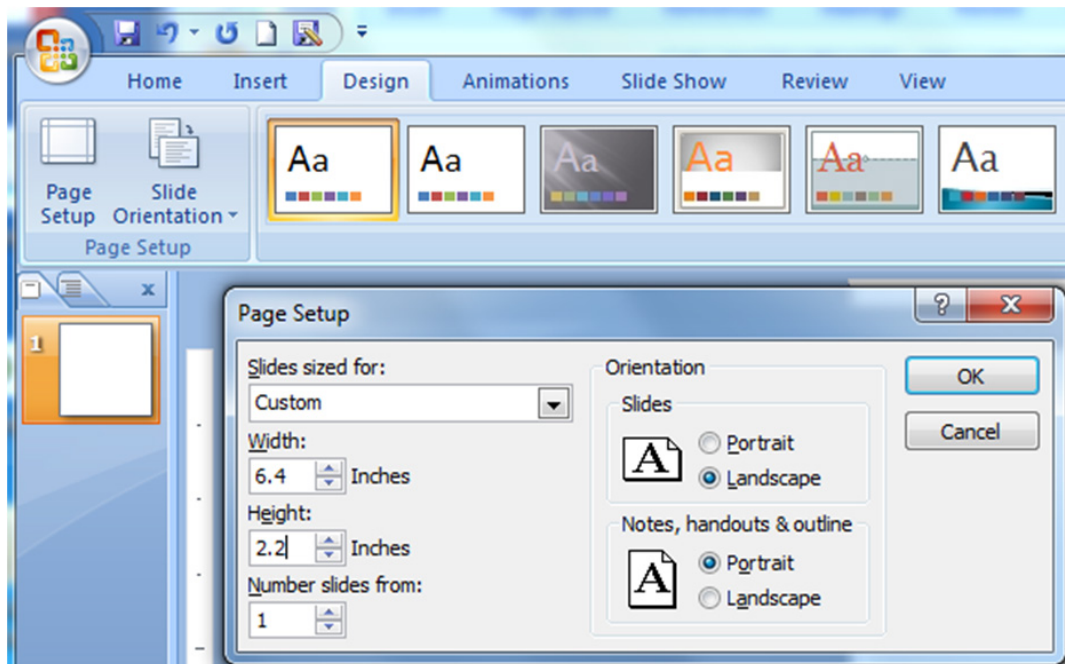 Home Insert Design Animations Slide Show Review View
Aa Aa Aa Aa Aa Aa
Page Setup
Slide Orientation
Page Setup
x
1
Page Setup
? X
Slides sized for:
Custom
Width:
6.4 Inches
Height:
2.2 Inches
Number slides from:
1
Orientation
Slides
A
Portrait
Landscape
Notes, handouts & outline
A
Portrait
Landscape
OK
Cancel